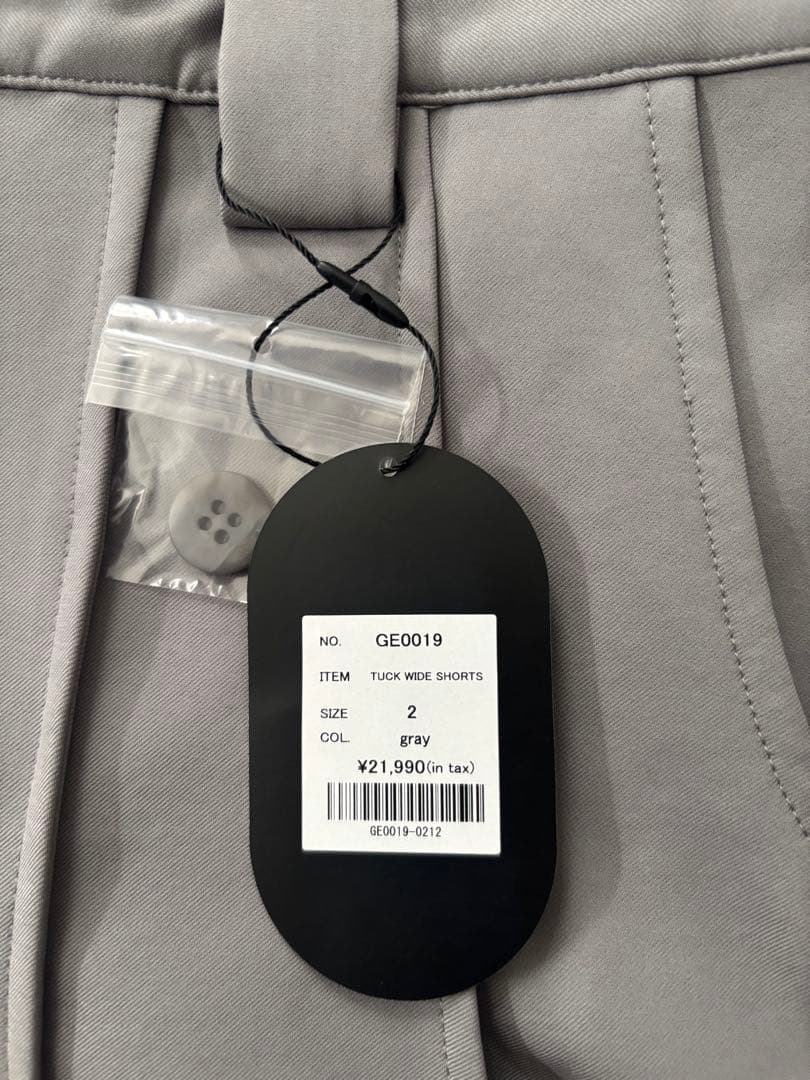 NO. GE0019
ITEM TUCK WIDE SHORTS
SIZE 2
COL. gray
¥21,990(in tax)
GE0019-0212